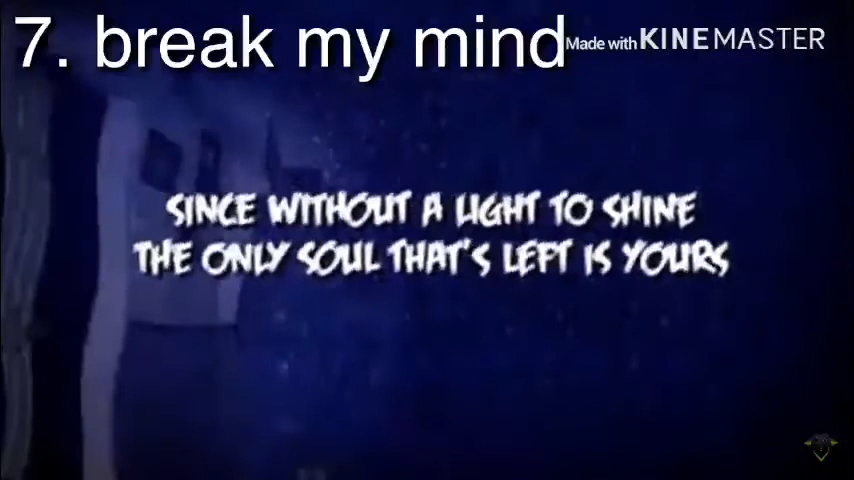 7. break my mind
Made with KINEMASTER
SINCE WITHOUT A LIGHT TO SHINE
THE ONLY SOUL THAT'S LEFT IS YOURS